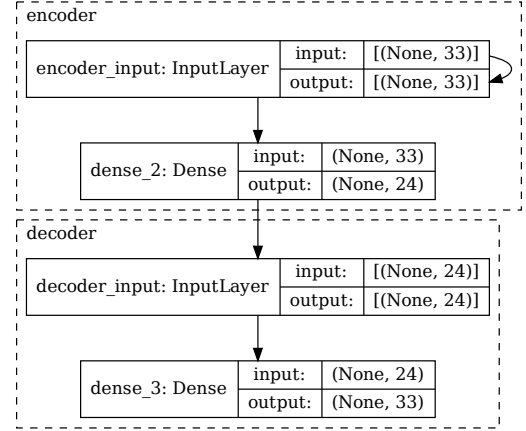 encoder
encoder_input: InputLayer
input: [(None, 33)]
output: [(None, 33)]
dense_2: Dense
input: (None, 33)
output: (None, 24)
decoder
decoder_input: InputLayer
input: [(None, 24)]
output: [(None, 24)]
dense_3: Dense
input: (None, 24)
output: (None, 33)